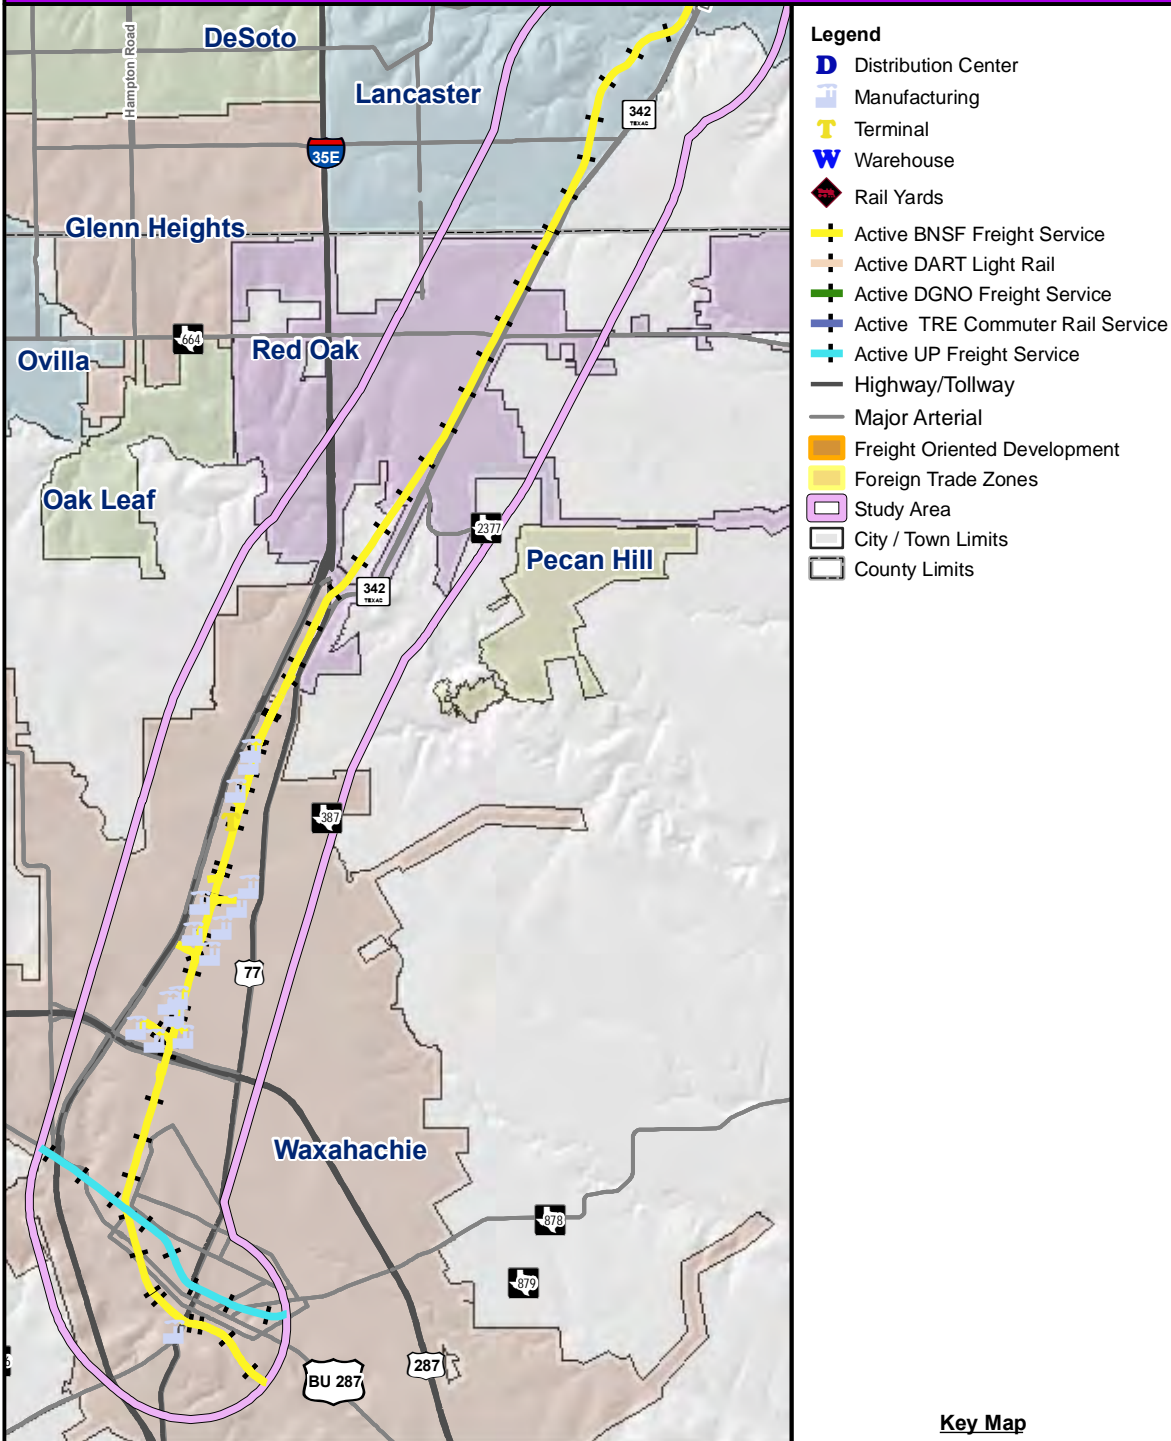 DeSoto
Hampton Road
Lancaster
342
TEXAS
35E
Glenn Heights
664
Red Oak
Ovilla
Oak Leaf
2377
Pecan Hill
342
TEXAS
387
77
Waxahachie
878
879
287
BU 287
Legend
D Distribution Center
Manufacturing
T Terminal
W Warehouse
Rail Yards
Active BNSF Freight Service
Active DART Light Rail
Active DGNO Freight Service
Active TRE Commuter Rail Service
Active UP Freight Service
Highway/Tollway
Major Arterial
Freight Oriented Development
Foreign Trade Zones
Study Area
City / Town Limits
County Limits
Key Map